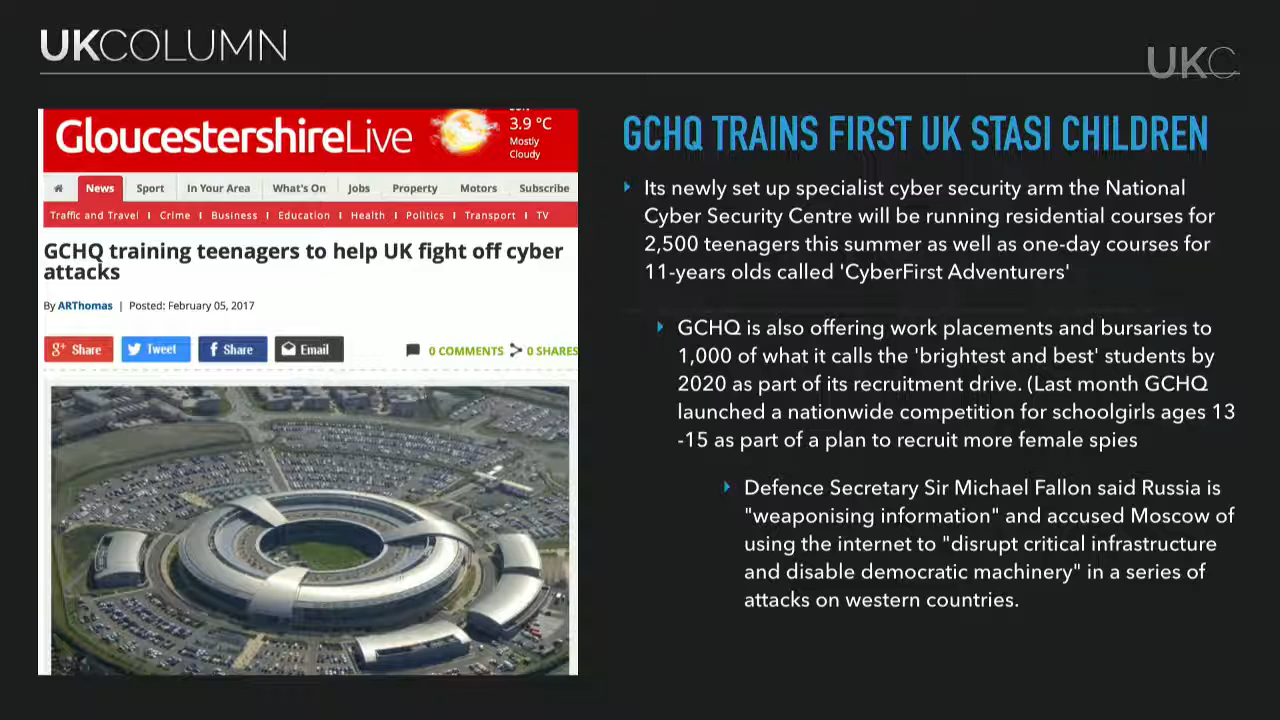 UKCOLUMN
UKC
GloucestershireLive
3.9 °C
Mostly
Cloudy
News Sport In Your Area What's On Jobs Property Motors Subscribe
Traffic and Travel | Crime | Business | Education | Health | Politics | Transport | TV
GCHQ training teenagers to help UK fight off cyber
attacks
By ARThomas | Posted: February 05, 2017
g+ Share Tweet f Share Email 0 COMMENTS 0 SHARES
GCHQ TRAINS FIRST UK STASI CHILDREN
Its newly set up specialist cyber security arm the National
Cyber Security Centre will be running residential courses for
2,500 teenagers this summer as well as one-day courses for
11-years olds called 'CyberFirst Adventurers'
GCHQ is also offering work placements and bursaries to
1,000 of what it calls the 'brightest and best' students by
2020 as part of its recruitment drive. (Last month GCHQ
launched a nationwide competition for schoolgirls ages 13
-15 as part of a plan to recruit more female spies
Defence Secretary Sir Michael Fallon said Russia is
"weaponising information" and accused Moscow of
using the internet to "disrupt critical infrastructure
and disable democratic machinery" in a series of
attacks on western countries.